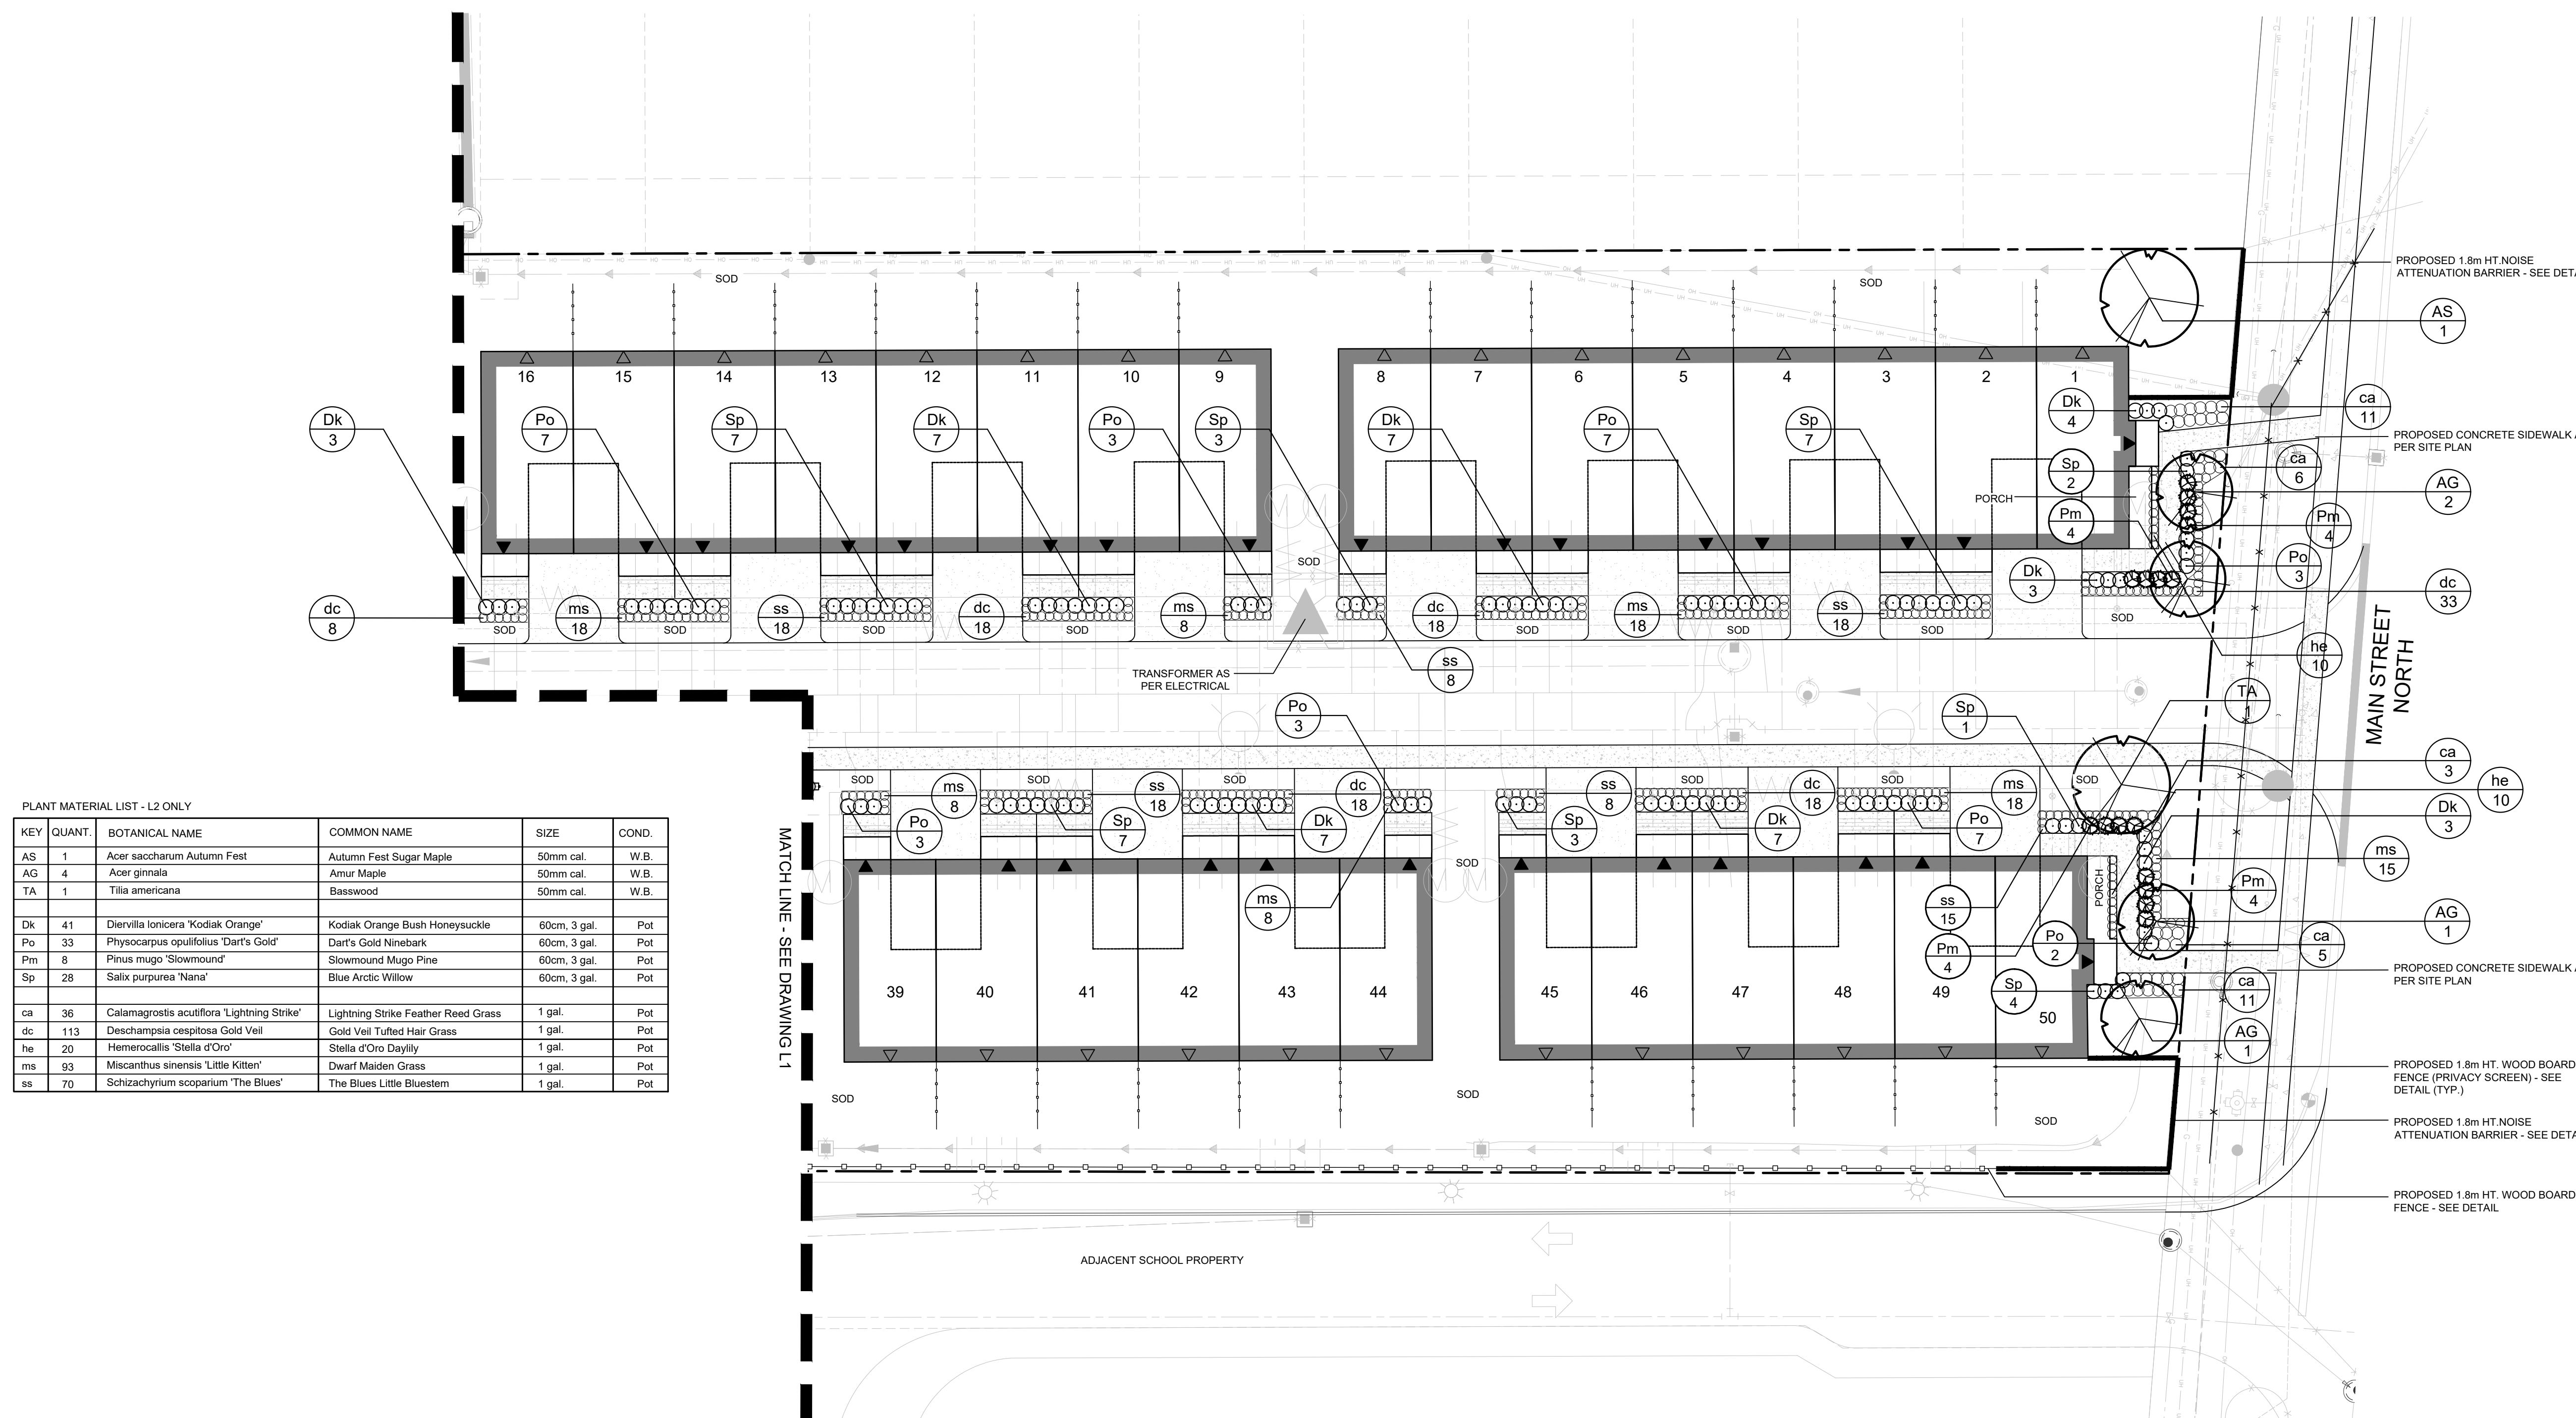 PROPOSED 1.8m HT.NOISE
ATTENUATION BARRIER - SEE
SOD
SOD
AS
1
16 15 14 13 12 11 10 9
8 7 6 5 4 3 2 1
Dk
3
Po
7
Sp
7
Dk
7
Po
3
Sp
3
Dk
7
Po
7
Sp
7
Dk
4
ca
11
PROPOSED CONCRETE SIDEWALK
PER SITE PLAN
Sp
2
ca
6
PORCH
AG
2
Pm
4
Pm
4
SOD
Po
3
Dk
3
dc
33
dc
8
SOD
ms
18
SOD
ss
18
SOD
dc
18
SOD
ms
8
dc
18
SOD
ms
18
SOD
ss
18
SOD
SOD
he
10
TRANSFORMER AS
PER ELECTRICAL
ss
8
MAIN STREET
NORTH
TA
1
Po
3
Sp
1
ca
3
he
10
Dk
3
SOD
ms
8
SOD
ss
18
SOD
dc
18
ss
8
SOD
dc
18
SOD
ms
18
SOD
Po
3
Sp
7
Dk
7
Sp
3
Dk
7
Po
7
ms
15
SOD
PORCH
Pm
4
ms
8
ss
15
AG
1
Pm
4
Po
2
ca
5
PROPOSED CONCRETE SIDEWALK
PER SITE PLAN
39 40 41 42 43 44
45 46 47 48 49
Sp
4
ca
11
50
AG
1
PROPOSED 1.8m HT. WOOD BOARD
FENCE (PRIVACY SCREEN) - SEE
DETAIL (TYP.)
SOD
SOD
SOD
PROPOSED 1.8m HT.NOISE
ATTENUATION BARRIER - SEE
PROPOSED 1.8m HT. WOOD BOARD
FENCE - SEE DETAIL
ADJACENT SCHOOL PROPERTY
MATCH LINE - SEE DRAWING L1
PLANT MATERIAL LIST - L2 ONLY
KEY QUANT. BOTANICAL NAME COMMON NAME SIZE COND.
AS 1 Acer saccharum Autumn Fest Autumn Fest Sugar Maple 50mm cal. W.B.
AG 4 Acer ginnala Amur Maple 50mm cal. W.B.
TA 1 Tilia americana Basswood 50mm cal. W.B.
Dk 41 Diervilla lonicera 'Kodiak Orange' Kodiak Orange Bush Honeysuckle 60cm, 3 gal. Pot
Po 33 Physocarpus opulifolius 'Dart's Gold' Dart's Gold Ninebark 60cm, 3 gal. Pot
Pm 8 Pinus mugo 'Slowmound' Slowmound Mugo Pine 60cm, 3 gal. Pot
Sp 28 Salix purpurea 'Nana' Blue Arctic Willow 60cm, 3 gal. Pot
ca 36 Calamagrostis acutiflora 'Lightning Strike' Lightning Strike Feather Reed Grass 1 gal. Pot
dc 113 Deschampsia cespitosa Gold Veil Gold Veil Tufted Hair Grass 1 gal. Pot
he 20 Hemerocallis 'Stella d'Oro' Stella d'Oro Daylily 1 gal. Pot
ms 93 Miscanthus sinensis 'Little Kitten' Dwarf Maiden Grass 1 gal. Pot
ss 70 Schizachyrium scoparium 'The Blues' The Blues Little Bluestem 1 gal. Pot